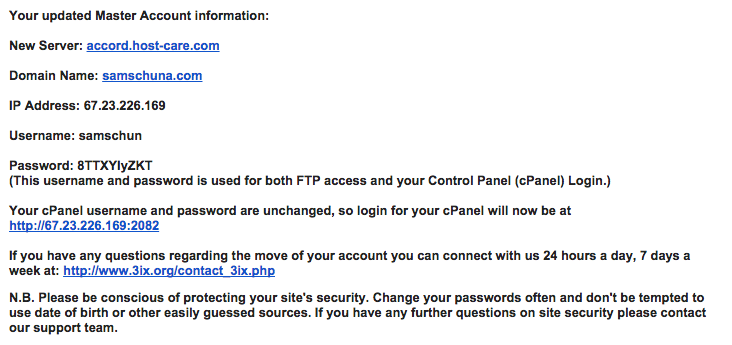 Your updated Master Account information:
New Server: accord.host-care.com
Domain Name: samschuna.com
IP Address: 67.23.226.169
Username: samschun
Password: 8TTXYIyZKT
(This username and password is used for both FTP access and your Control Panel (cPanel) Login.)
Your cPanel username and password are unchanged, so login for your cPanel will now be at
http://67.23.226.169:2082
If you have any questions regarding the move of your account you can connect with us 24 hours a day, 7 days a
week at: http://www.3ix.org/contact_3ix.php
N.B. Please be conscious of protecting your site's security. Change your passwords often and don't be tempted to
use date of birth or other easily guessed sources. If you have any further questions on site security please contact
our support team.